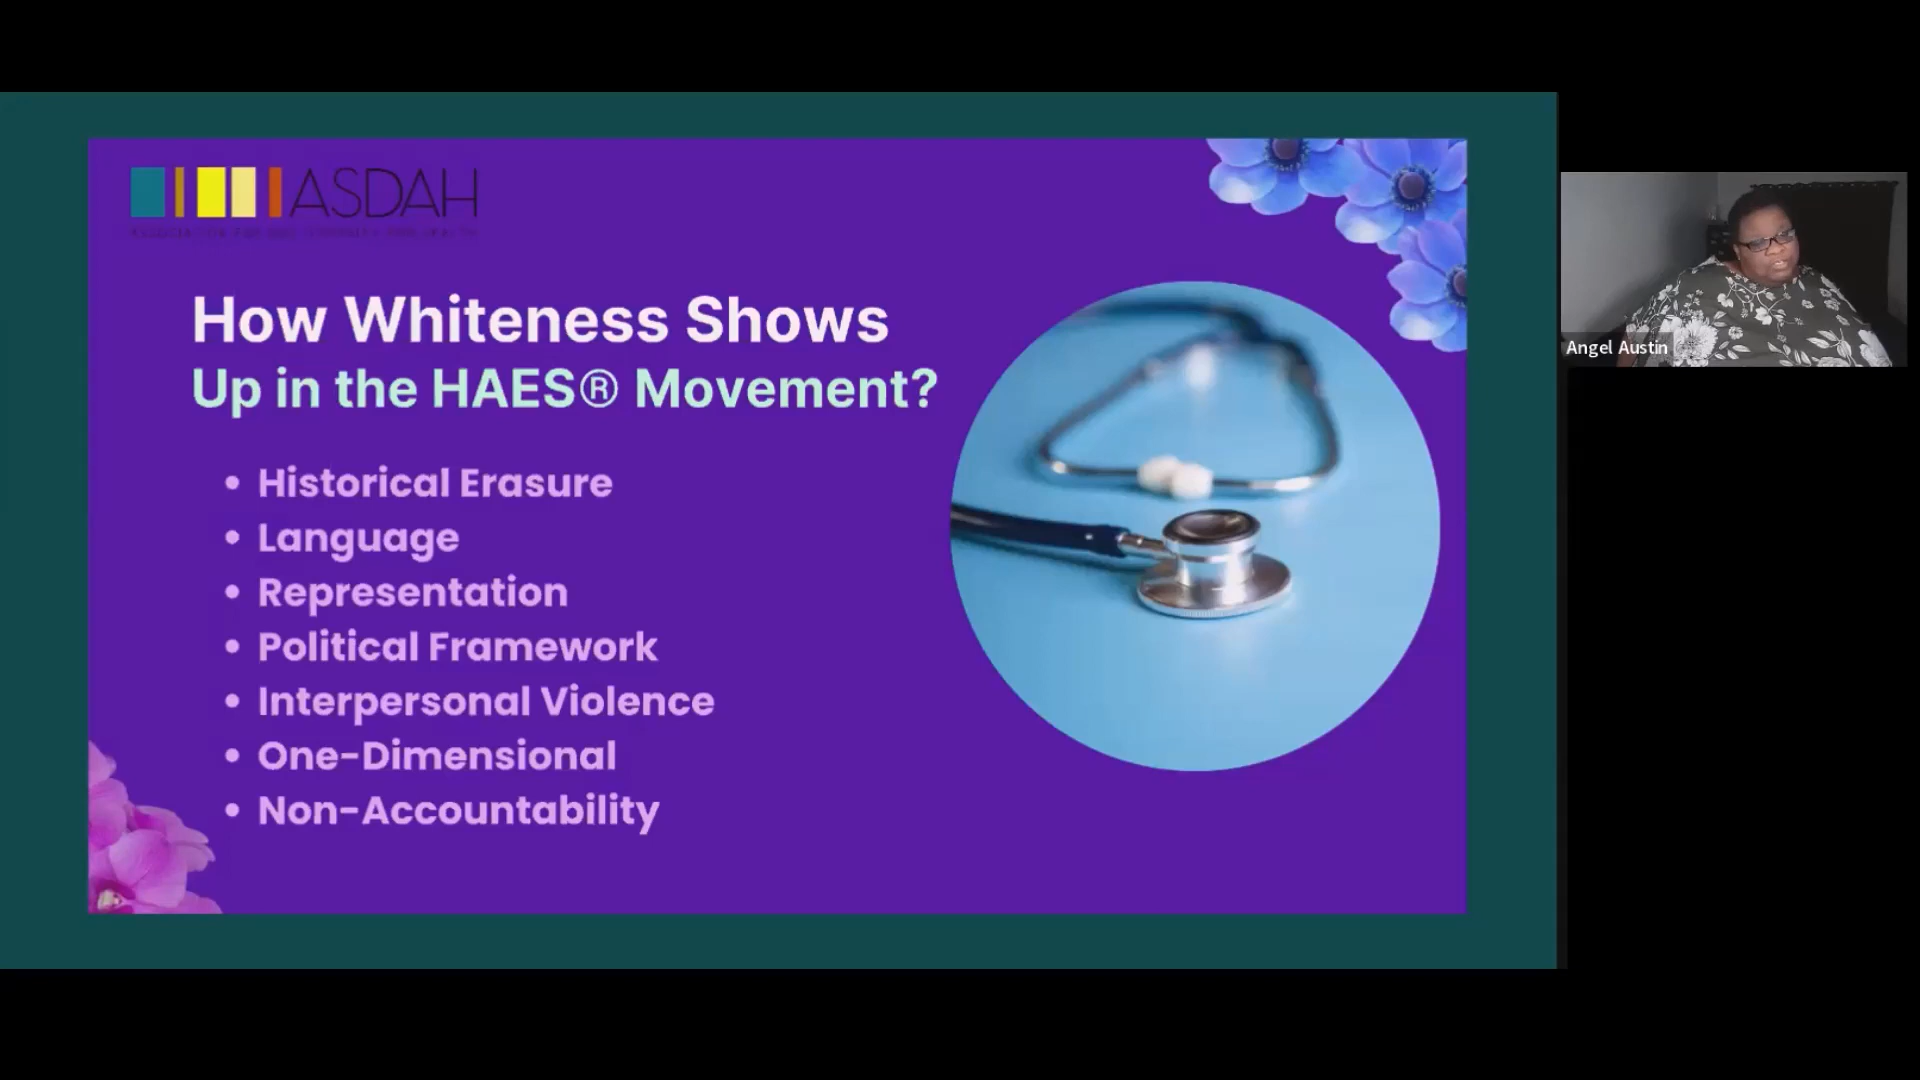 ASDAH
How Whiteness Shows
Up in the HAES® Movement?
• Historical Erasure
• Language
• Representation
• Political Framework
• Interpersonal Violence
• One-Dimensional
• Non-Accountability
Angel Austin